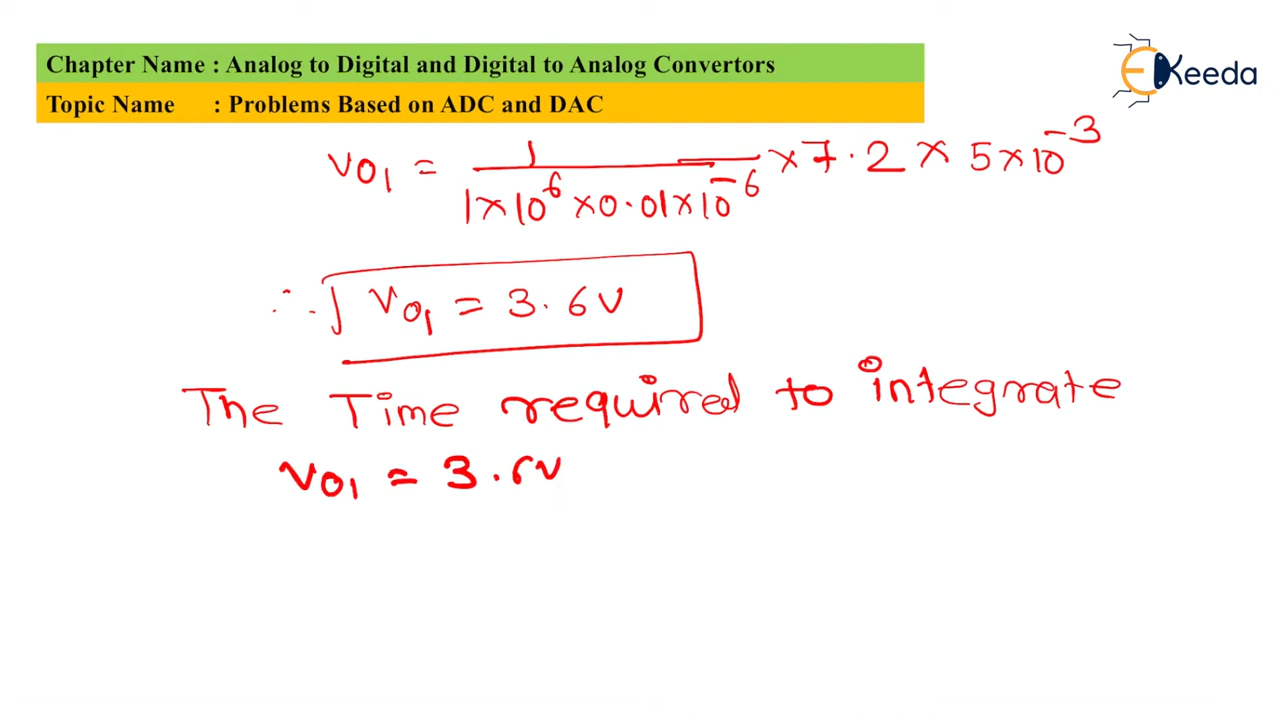 Chapter Name : Analog to Digital and Digital to Analog Convertors
Topic Name : Problems Based on ADC and DAC
EKeeda
VO1 = 1 / (1×10^6 ×0.01×10^-6) × 7.2 × 5×10^-3
∴ VO1 = 3.6V
The Time required to integrate
VO1 = 3.6V